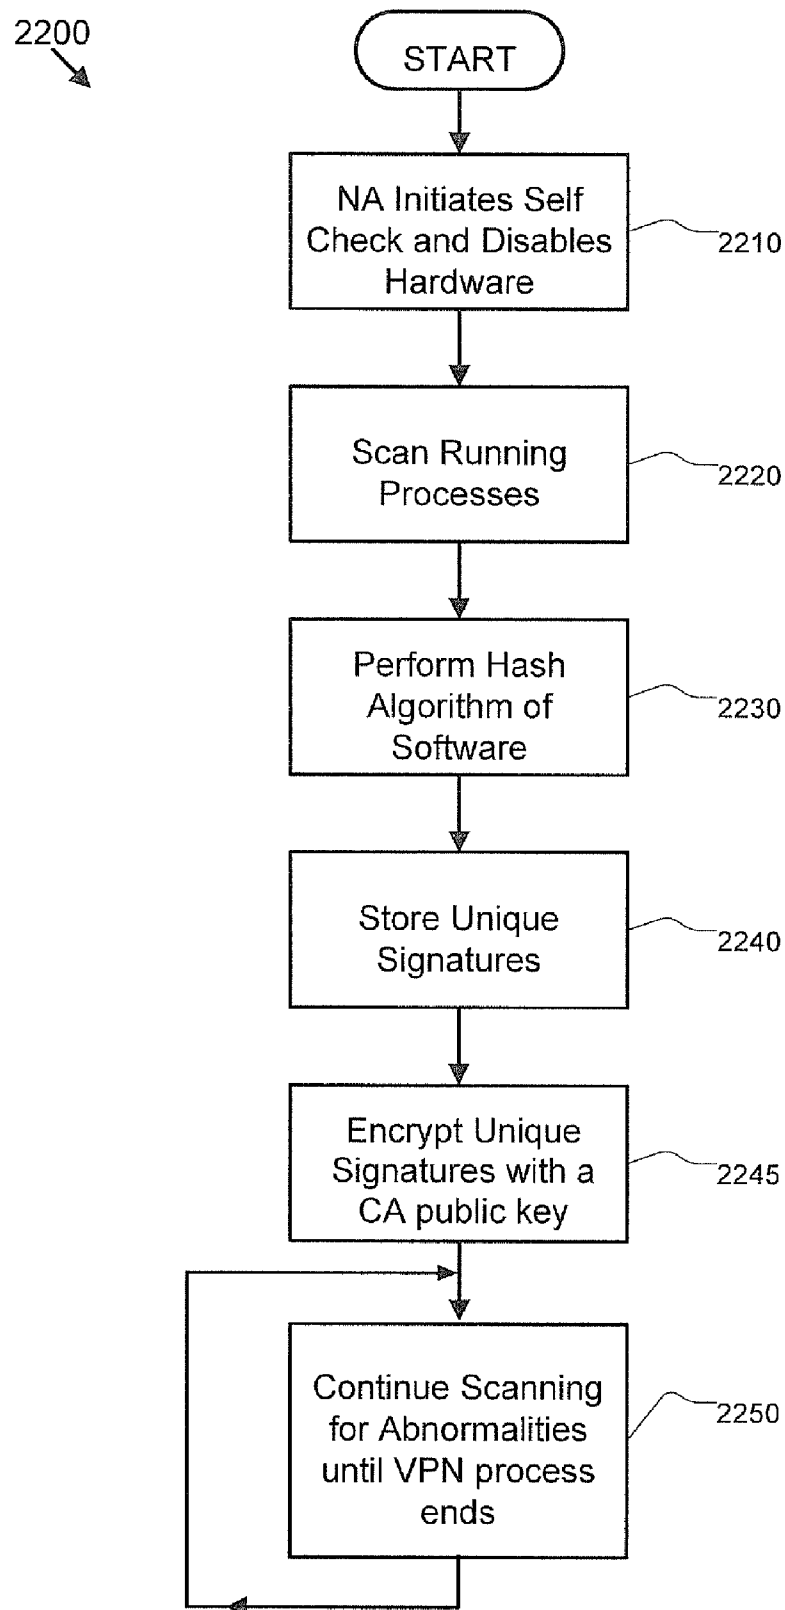 2200
START
NA Initiates Self
Check and Disables
Hardware
2210
Scan Running
Processes
2220
Perform Hash
Algorithm of
Software
2230
Store Unique
Signatures
2240
Encrypt Unique
Signatures with a
CA public key
2245
Continue Scanning
for Abnormalities
until VPN process
ends
2250